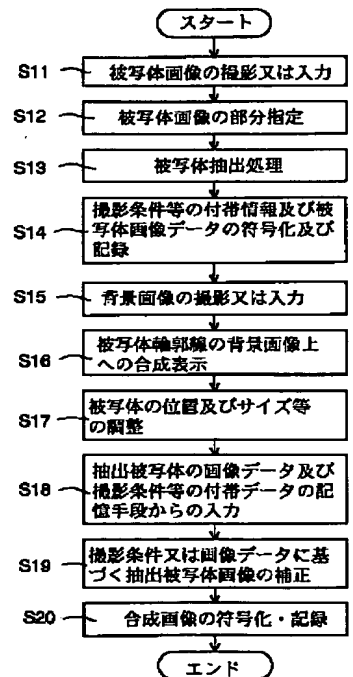 スタート
S11 被写体画像の撮影又は入力
S12 被写体画像の部分指定
S13 被写体抽出処理
S14 撮影条件等の付帯情報及び被
写体画像データの符号化及び
記録
S15 背景画像の撮影又は入力
S16 被写体輪郭線の背景画像上
への合成表示
S17 被写体の位置及びサイズ等
の調整
S18 抽出被写体の画像データ及び
撮影条件等の付帯データの記
憶手段からの入力
S19 撮影条件又は画像データに基
づく抽出被写体画像の補正
S20 合成画像の符号化・記録
エンド